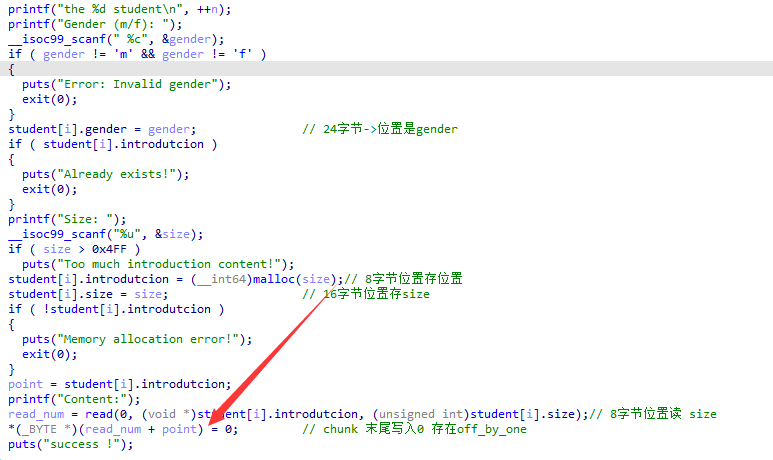 printf("the %d student\n", ++n);
printf("Gender (m/f): ");
__isoc99_scanf(" %c", &gender);
if ( gender != 'm' && gender != 'f' )
{
  puts("Error: Invalid gender");
  exit(0);
}
student[i].gender = gender;               // 24字节->位置是gender
if ( student[i].introdutcion )
{
  puts("Already exists!");
  exit(0);
}
printf("Size: ");
__isoc99_scanf("%u", &size);
if ( size > 0x4FF )
  puts("Too much introduction content!");
student[i].introdutcion = (__int64)malloc(size);// 8字节位置存位置
student[i].size = size;                   // 16字节位置存size
if ( !student[i].introdutcion )
{
  puts("Memory allocation error!");
  exit(0);
}
point = student[i].introdutcion;
printf("Content:");
read_num = read(0, (void *)student[i].introdutcion, (unsigned int)student[i].size);// 8字节位置读 size
*(_BYTE *)(read_num + point) = 0;         // chunk 末尾写入0 存在off_by_one
puts("success !");